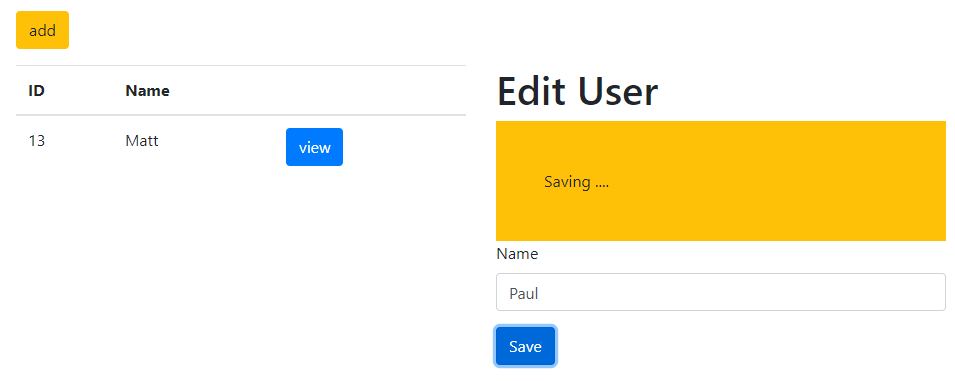 add
ID Name
13 Matt view
Edit User
Saving ....
Name
Paul
Save